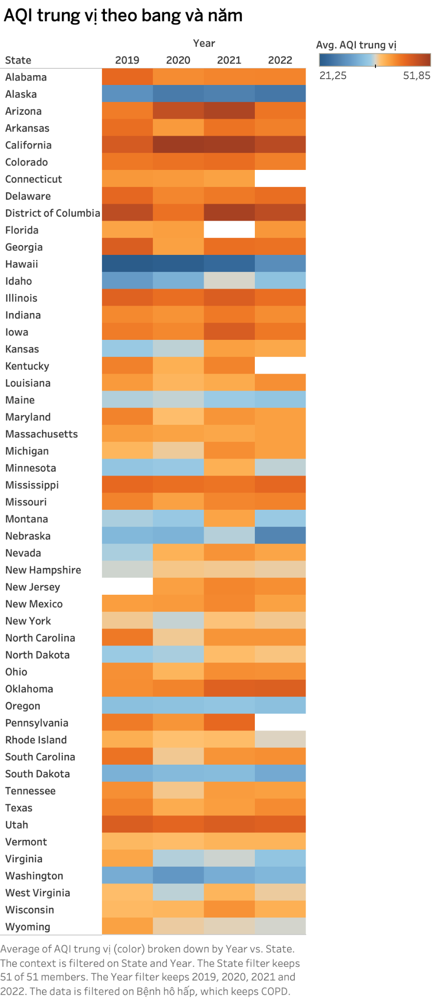 AQI trung vị theo bang và năm
Year
Avg. AQI trung vị
State 2019 2020 2021 2022
21,25 51,85
Alabama
Alaska
Arizona
Arkansas
California
Colorado
Connecticut
Delaware
District of Columbia
Florida
Georgia
Hawaii
Idaho
Illinois
Indiana
Iowa
Kansas
Kentucky
Louisiana
Maine
Maryland
Massachusetts
Michigan
Minnesota
Mississippi
Missouri
Montana
Nebraska
Nevada
New Hampshire
New Jersey
New Mexico
New York
North Carolina
North Dakota
Ohio
Oklahoma
Oregon
Pennsylvania
Rhode Island
South Carolina
South Dakota
Tennessee
Texas
Utah
Vermont
Virginia
Washington
West Virginia
Wisconsin
Wyoming
Average of AQI trung vị (color) broken down by Year vs. State.
The context is filtered on State and Year. The State filter keeps
51 of 51 members. The Year filter keeps 2019, 2020, 2021 and
2022. The data is filtered on Bệnh hô hấp, which keeps COPD.